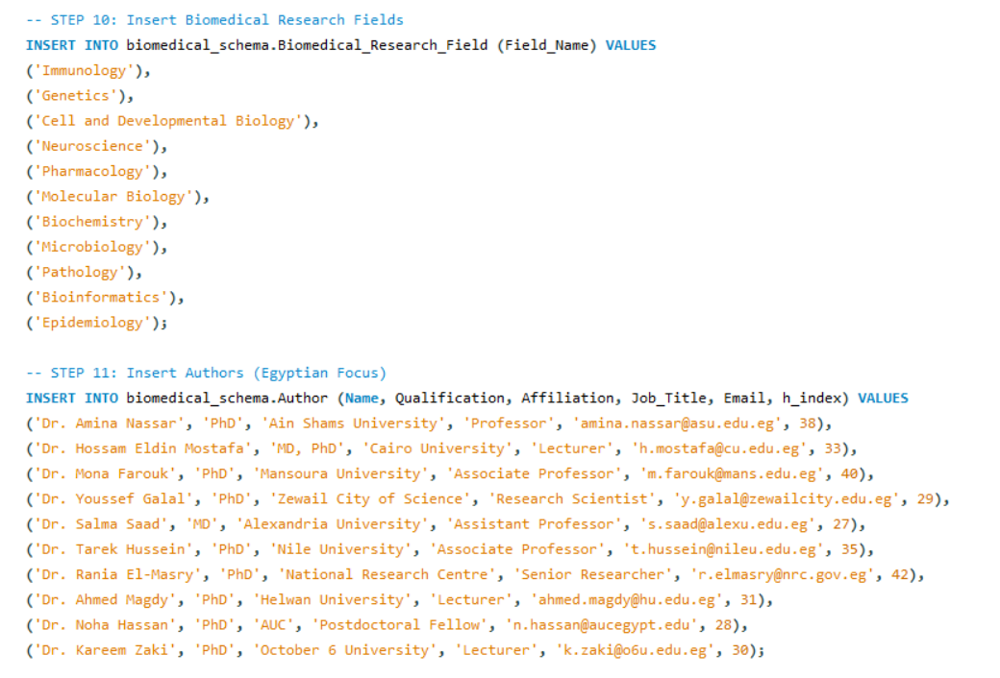 -- STEP 10: Insert Biomedical Research Fields
INSERT INTO biomedical_schema.Biomedical_Research_Field (Field_Name) VALUES
('Immunology'),
('Genetics'),
('Cell and Developmental Biology'),
('Neuroscience'),
('Pharmacology'),
('Molecular Biology'),
('Biochemistry'),
('Microbiology'),
('Pathology'),
('Bioinformatics'),
('Epidemiology');
-- STEP 11: Insert Authors (Egyptian Focus)
INSERT INTO biomedical_schema.Author (Name, Qualification, Affiliation, Job_Title, Email, h_index) VALUES
('Dr. Amina Nassar', 'PhD', 'Ain Shams University', 'Professor', 'amina.nassar@asu.edu.eg', 38),
('Dr. Hossam Eldin Mostafa', 'MD, PhD', 'Cairo University', 'Lecturer', 'h.mostafa@cu.edu.eg', 33),
('Dr. Mona Farouk', 'PhD', 'Mansoura University', 'Associate Professor', 'm.farouk@mans.edu.eg', 40),
('Dr. Youssef Galal', 'PhD', 'Zewail City of Science', 'Research Scientist', 'y.galal@zewailcity.edu.eg', 29),
('Dr. Salma Saad', 'MD', 'Alexandria University', 'Assistant Professor', 's.saad@alexu.edu.eg', 27),
('Dr. Tarek Hussein', 'PhD', 'Nile University', 'Associate Professor', 't.hussein@nileu.edu.eg', 35),
('Dr. Rania El-Masry', 'PhD', 'National Research Centre', 'Senior Researcher', 'r.elmasry@nrc.gov.eg', 42),
('Dr. Ahmed Magdy', 'PhD', 'Helwan University', 'Lecturer', 'ahmed.magdy@hu.edu.eg', 31),
('Dr. Noha Hassan', 'PhD', 'AUC', 'Postdoctoral Fellow', 'n.hassan@aucegypt.edu', 28),
('Dr. Kareem Zaki', 'PhD', 'October 6 University', 'Lecturer', 'k.zaki@o6u.edu.eg', 30);